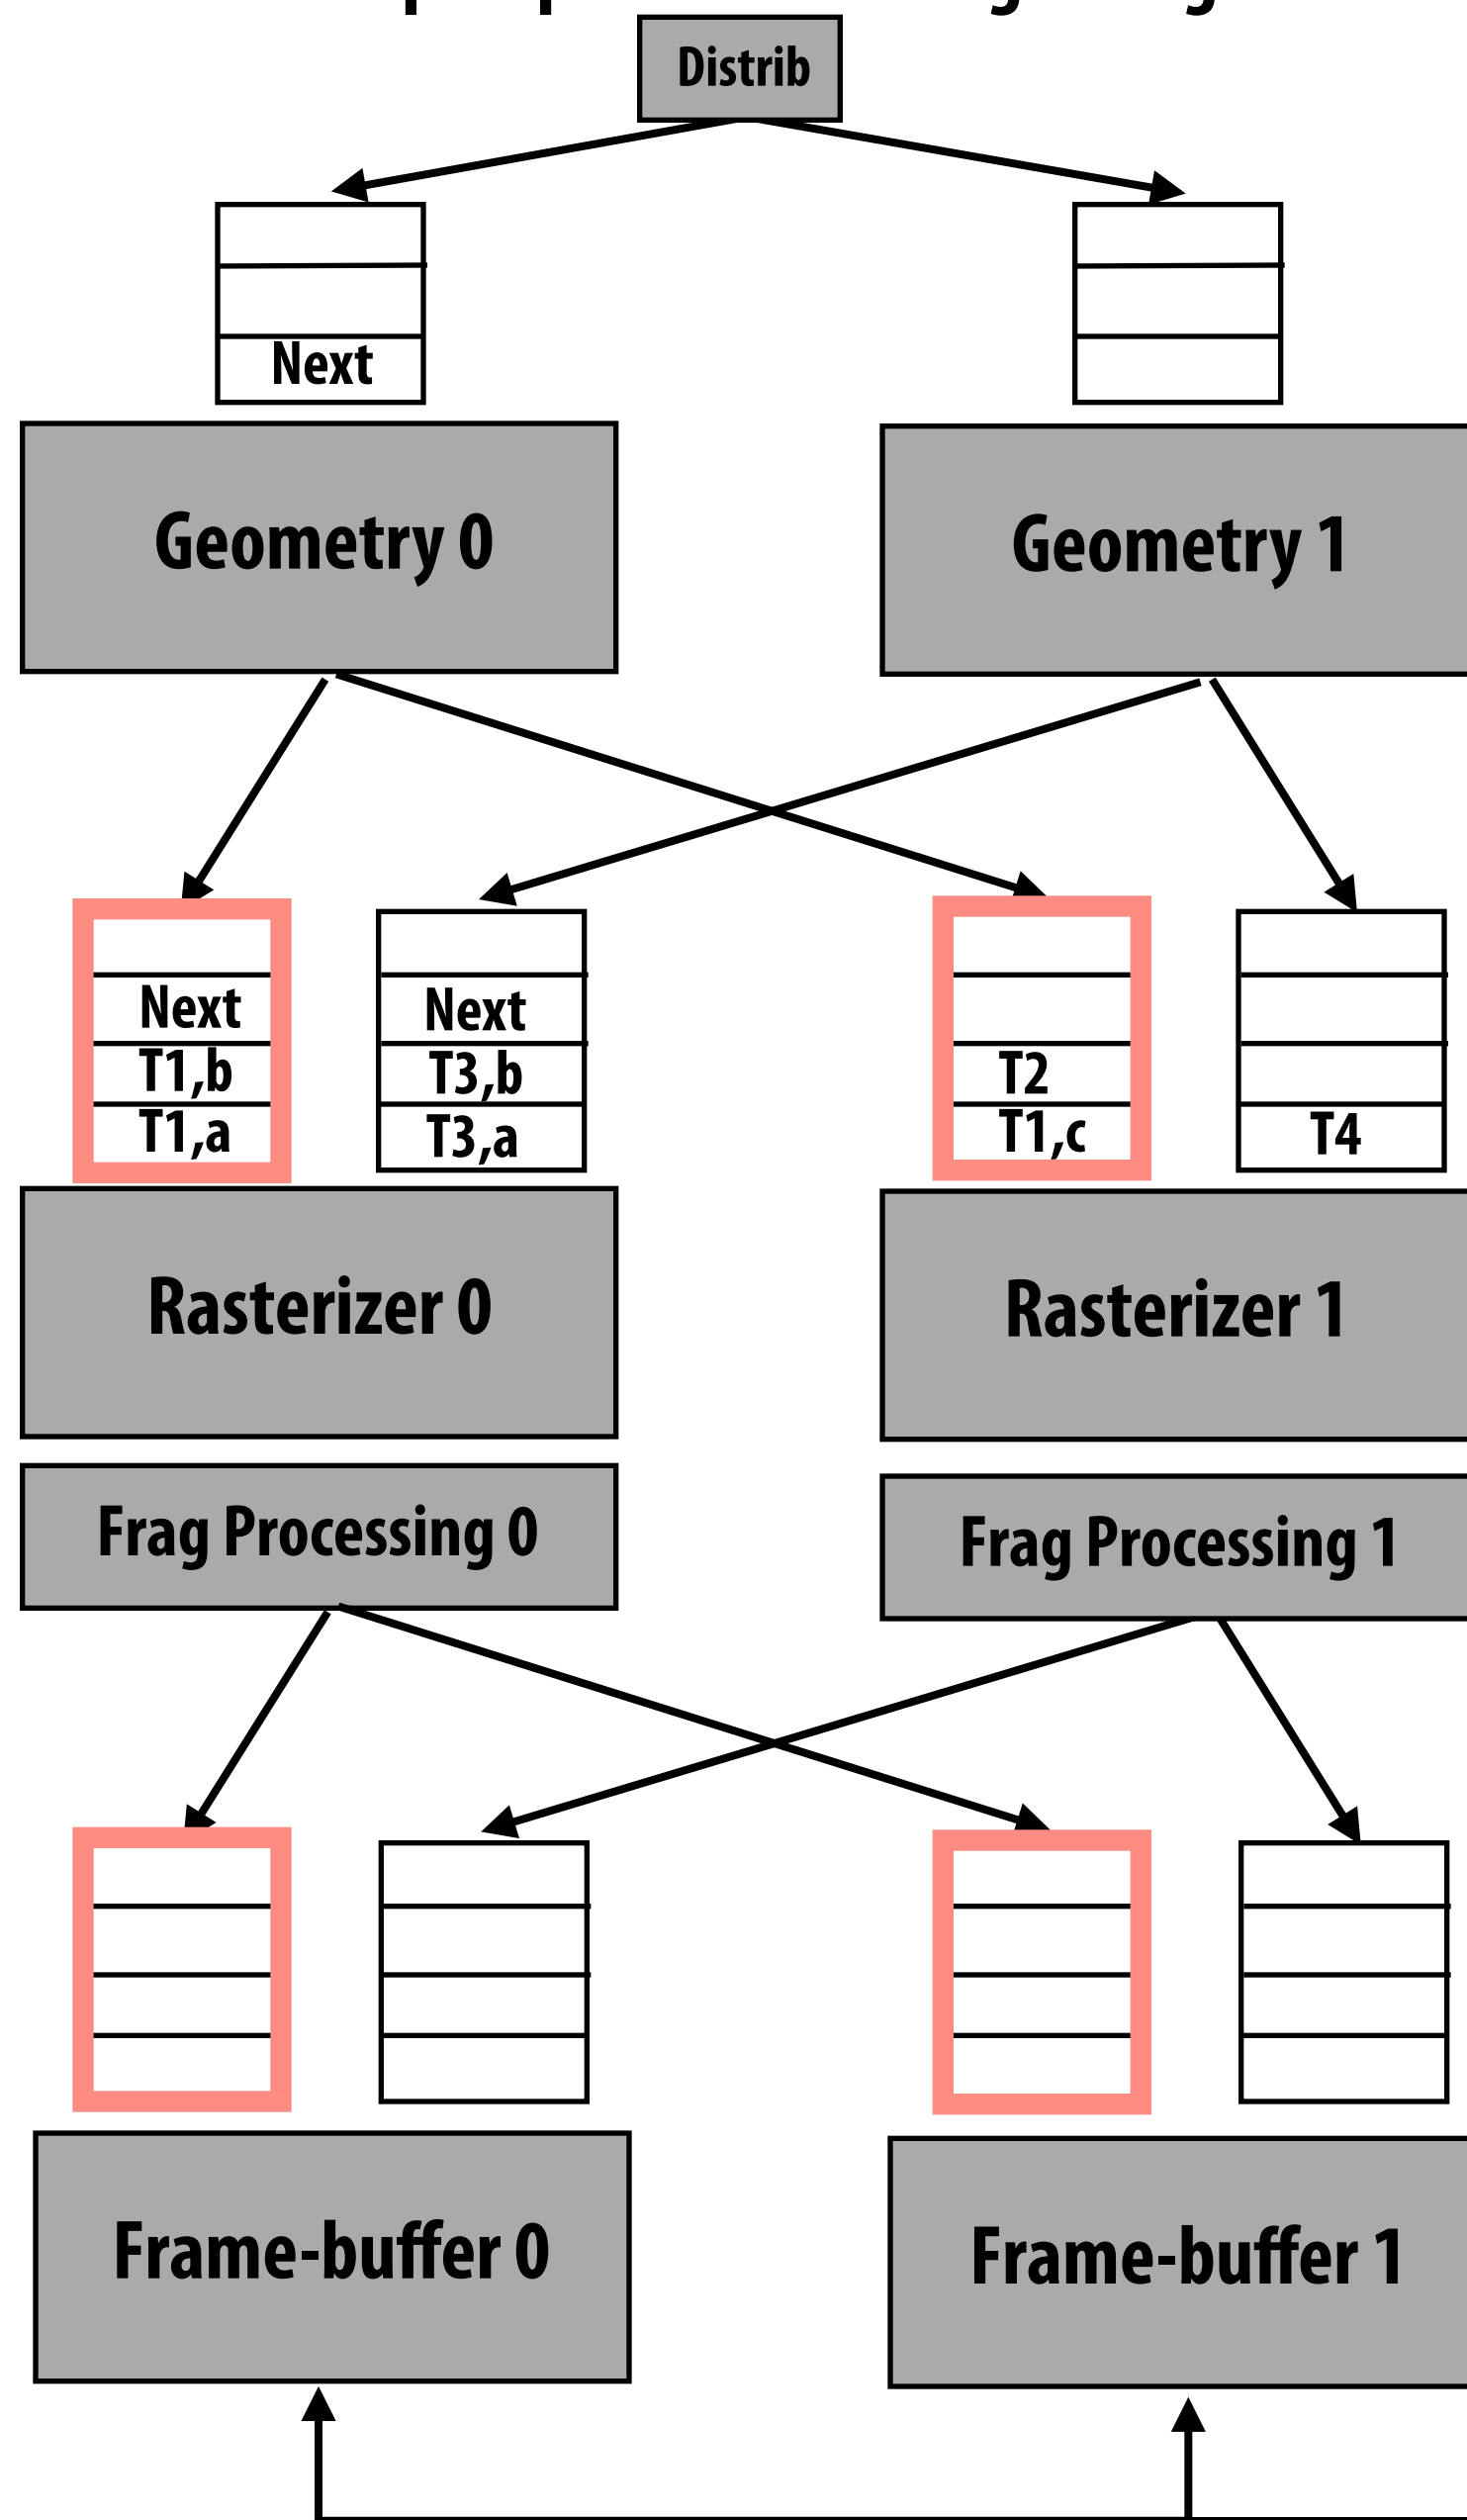 Distrib
Next
Geometry 0
Geometry 1
Next
Next
T1,b
T3,b
T2
T1,a
T3,a
T1,c
T4
Rasterizer 0
Rasterizer 1
Frag Processing 0
Frag Processing 1
Frame-buffer 0
Frame-buffer 1